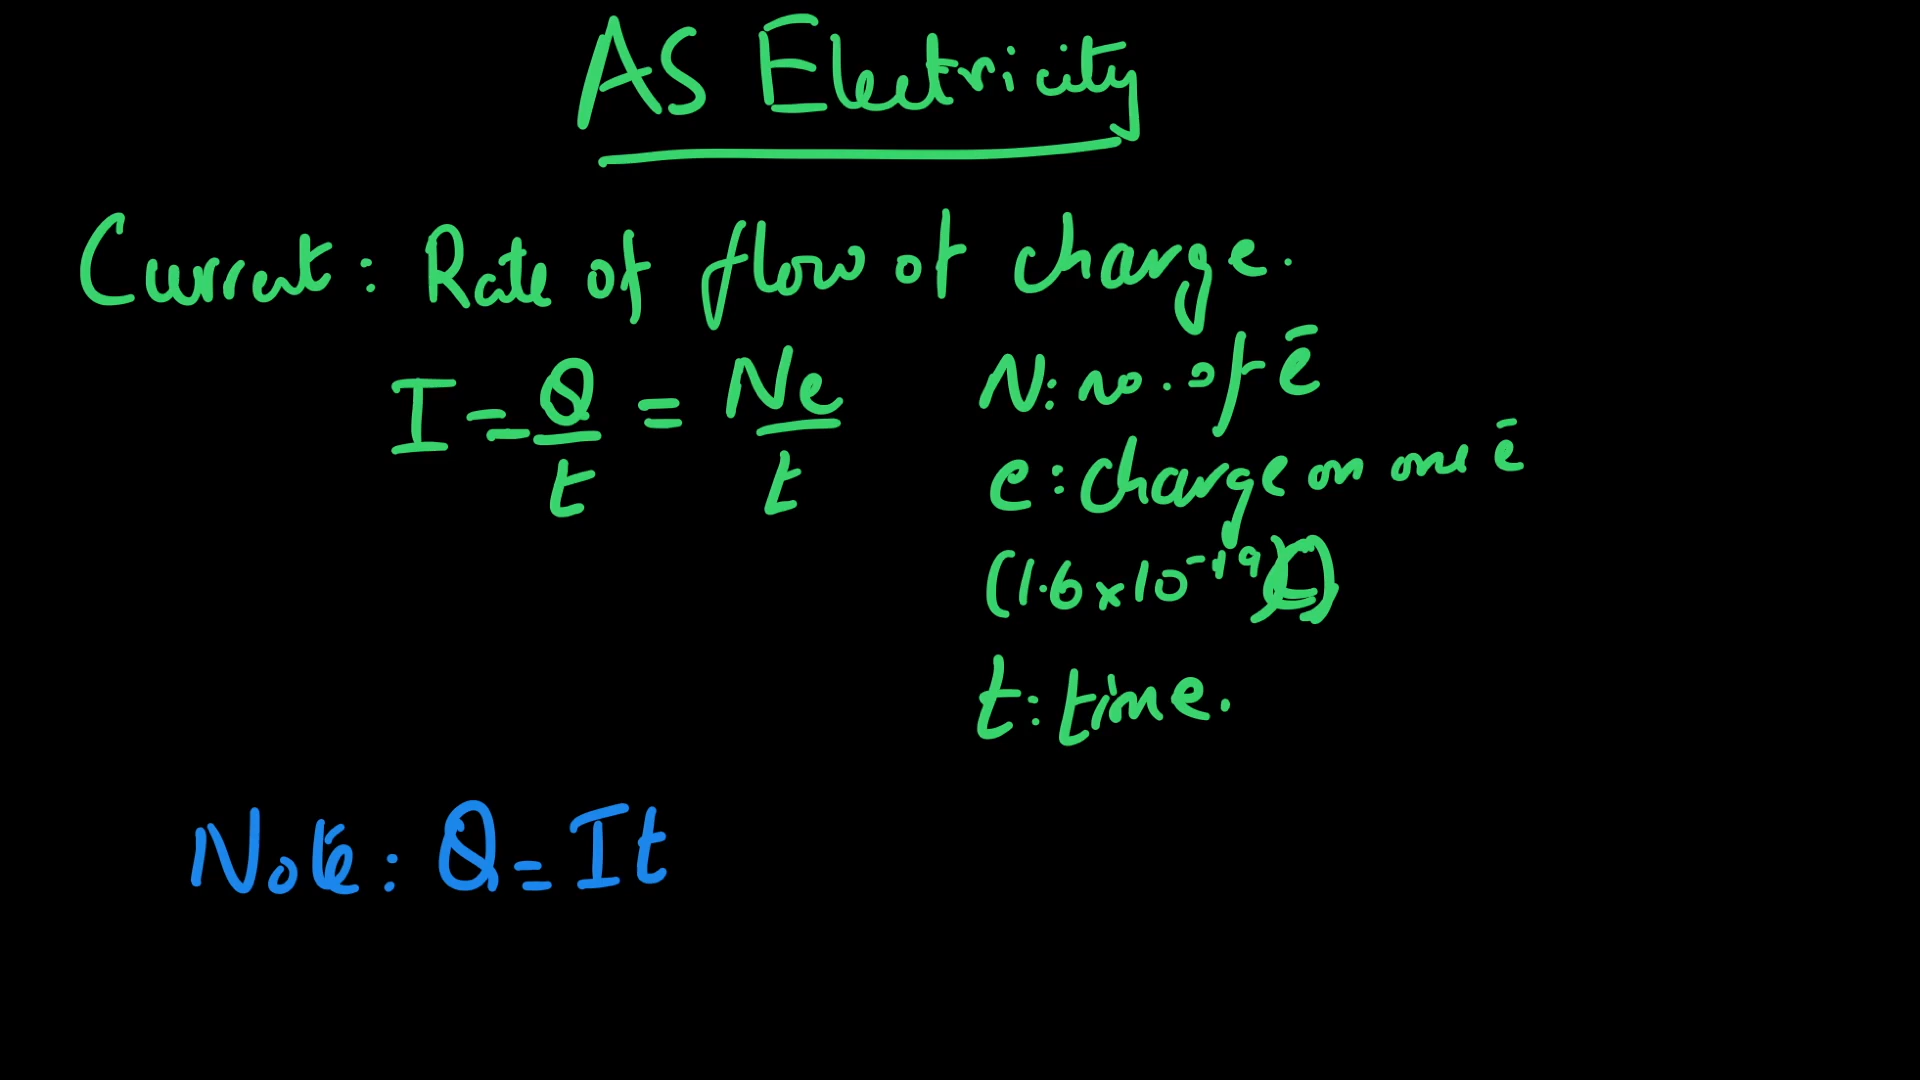 AS Electricity
Current: Rate of flow of charge.
I = Q/t = Ne/t
N: no. of ē
e: charge on one ē
(1.6×10⁻¹⁹C)
t: time.
Note: Q = It